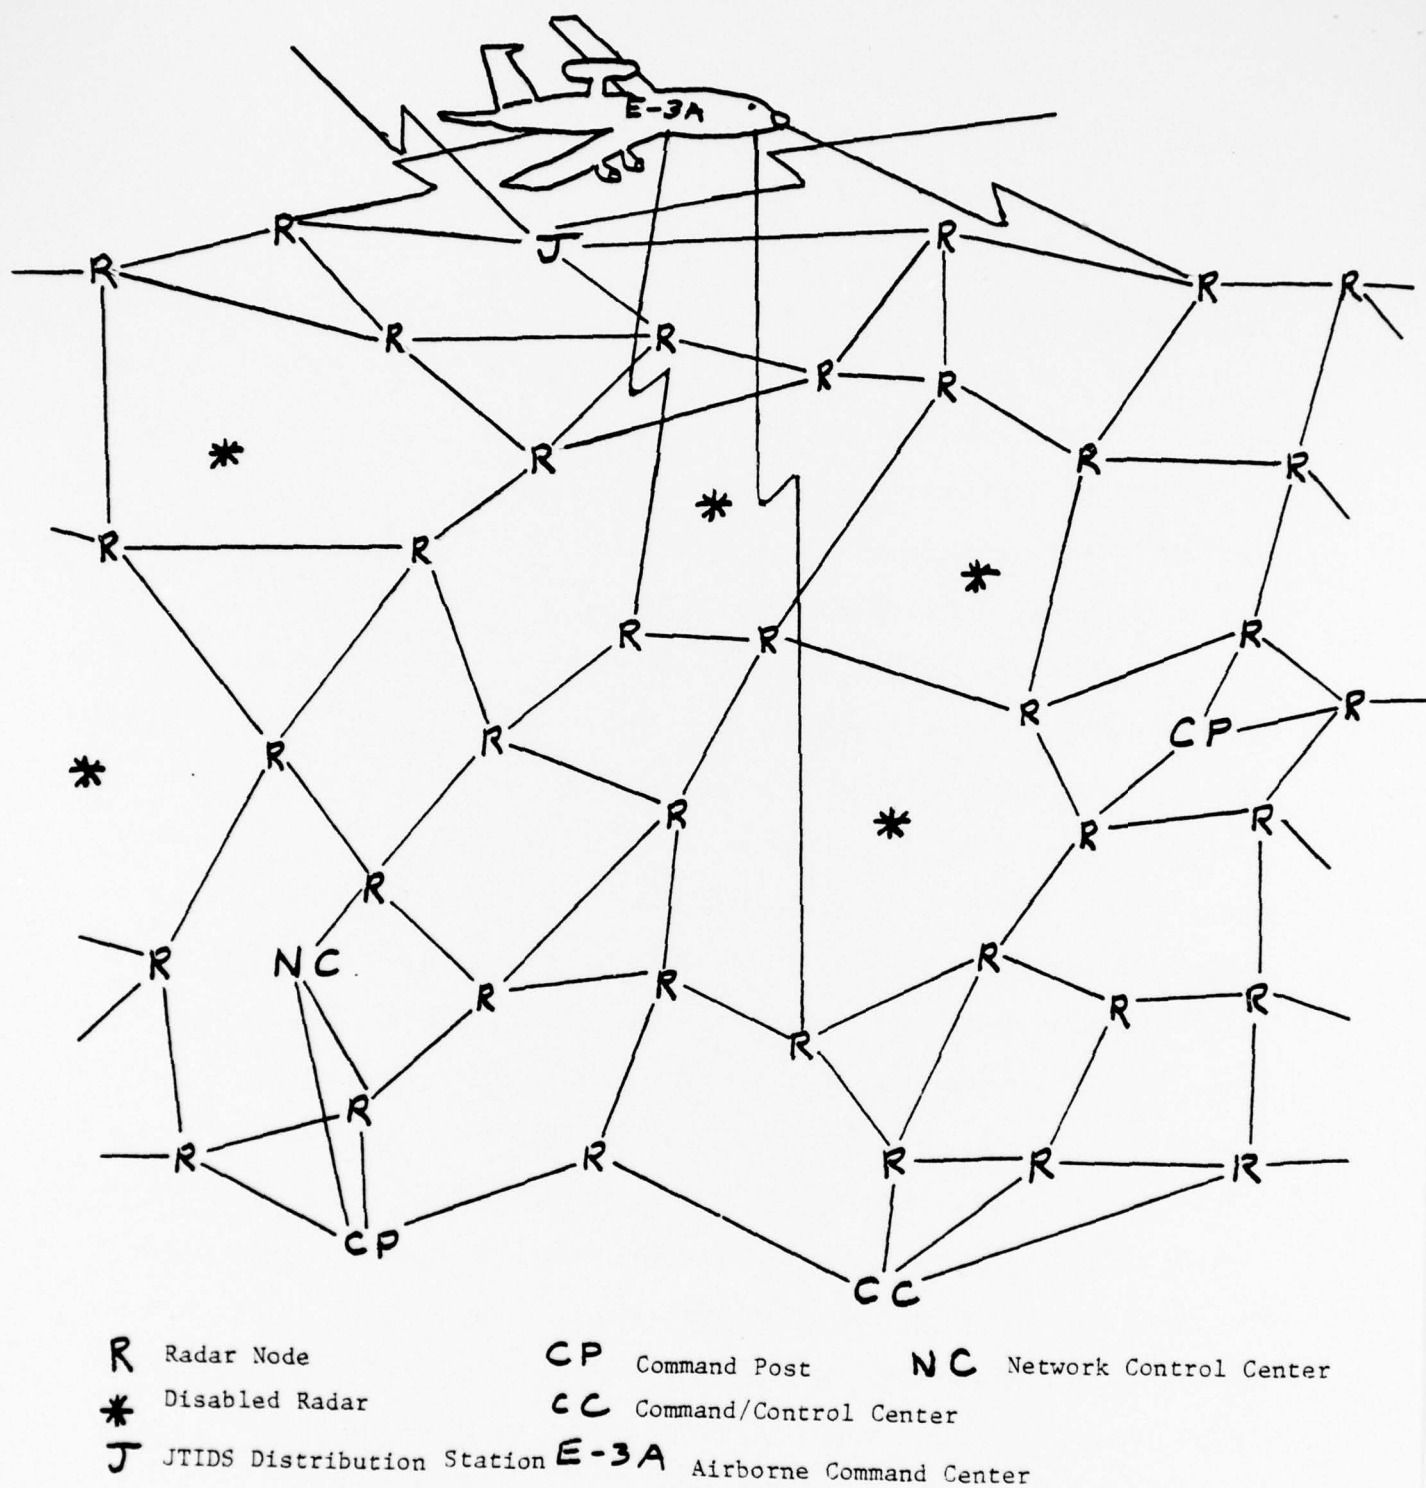 E-3A
R J R
R R R
R R
R R
R R R
*
*
R R
*
R R R
R R
R R CP
*
R * R R
R
R NC R
R R R R
R
R
R R R R R
CP
CC
R Radar Node CP Command Post NC Network Control Center
* Disabled Radar CC Command/Control Center
J JTIDS Distribution Station E-3A Airborne Command Center